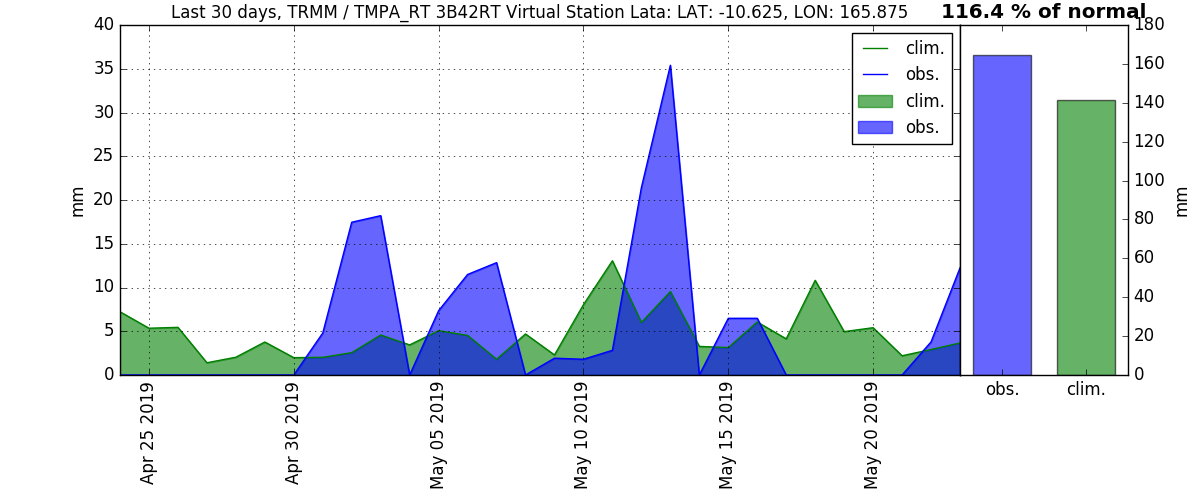 Last 30 days, TRMM / TMPA_RT 3B42RT Virtual Station Lata: LAT: -10.625, LON: 165.875
116.4 % of normal
40
35
30
25
20
15
10
5
0
mm
clim.
obs.
clim.
obs.
180
160
140
120
100
80
60
40
20
0
mm
Apr 25 2019
Apr 30 2019
May 05 2019
May 10 2019
May 15 2019
May 20 2019
obs.
clim.